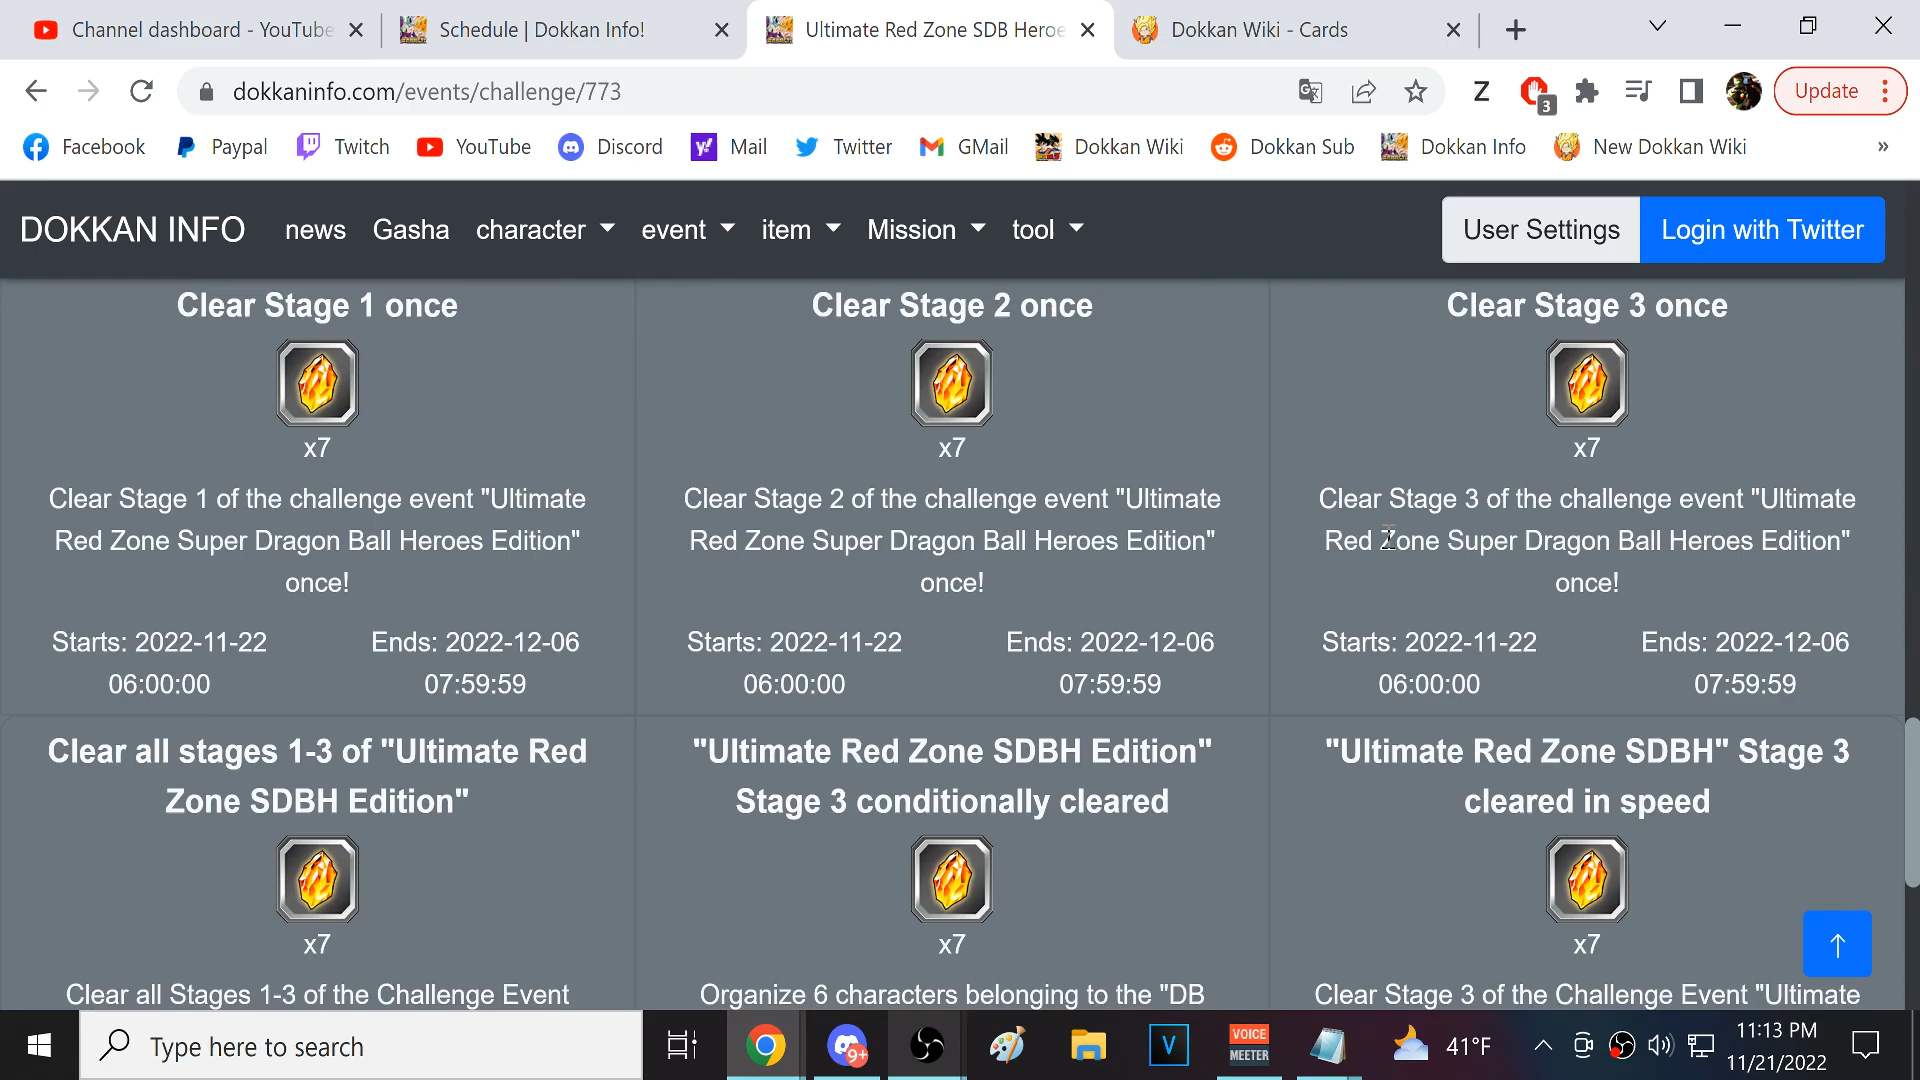 Channel dashboard - YouTube
Schedule | Dokkan Info!
Ultimate Red Zone SDB Heroe
Dokkan Wiki - Cards
dokkaninfo.com/events/challenge/773
Z
3
Update
Facebook
Paypal
Twitch
YouTube
Discord
Mail
Twitter
GMail
Dokkan Wiki
Dokkan Sub
Dokkan Info
New Dokkan Wiki
»
DOKKAN INFO
news
Gasha
character
event
item
Mission
tool
User Settings
Login with Twitter
Clear Stage 1 once
x7
Clear Stage 1 of the challenge event "Ultimate
Red Zone Super Dragon Ball Heroes Edition"
once!
Starts: 2022-11-22
06:00:00
Ends: 2022-12-06
07:59:59
Clear Stage 2 once
x7
Clear Stage 2 of the challenge event "Ultimate
Red Zone Super Dragon Ball Heroes Edition"
once!
Starts: 2022-11-22
06:00:00
Ends: 2022-12-06
07:59:59
Clear Stage 3 once
x7
Clear Stage 3 of the challenge event "Ultimate
Red Zone Super Dragon Ball Heroes Edition"
once!
Starts: 2022-11-22
06:00:00
Ends: 2022-12-06
07:59:59
Clear all stages 1-3 of "Ultimate Red
Zone SDBH Edition"
x7
Clear all Stages 1-3 of the Challenge Event
"Ultimate Red Zone SDBH Edition"
Stage 3 conditionally cleared
x7
Organize 6 characters belonging to the "DB
"Ultimate Red Zone SDBH" Stage 3
cleared in speed
x7
Clear Stage 3 of the Challenge Event "Ultimate
Type here to search
9+
V
VOICE
MEETER
41°F
11:13 PM
11/21/2022